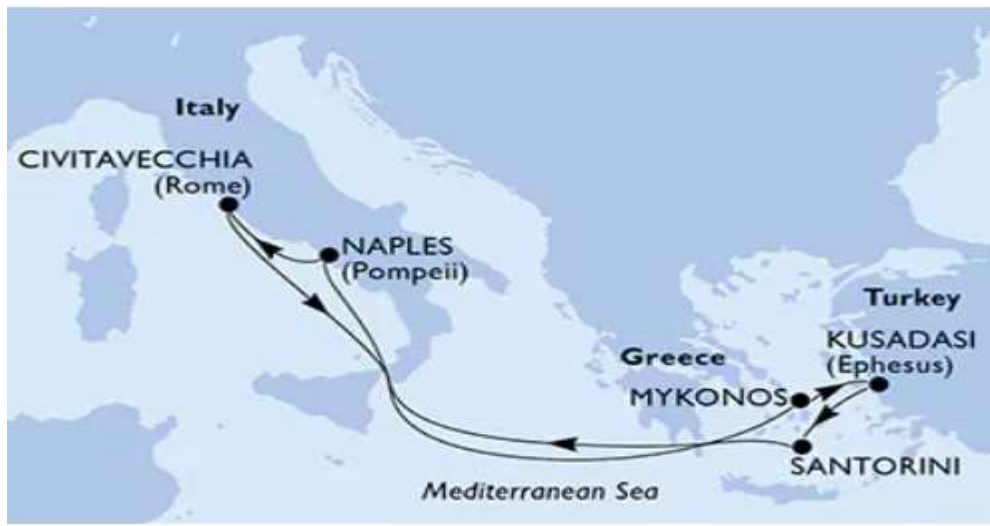 Italy
CIVITAVECCHIA
(Rome)
NAPLES
(Pompeii)
Turkey
KUSADASI
(Ephesus)
Greece
MYKONOS
SANTORINI
Mediterranean Sea